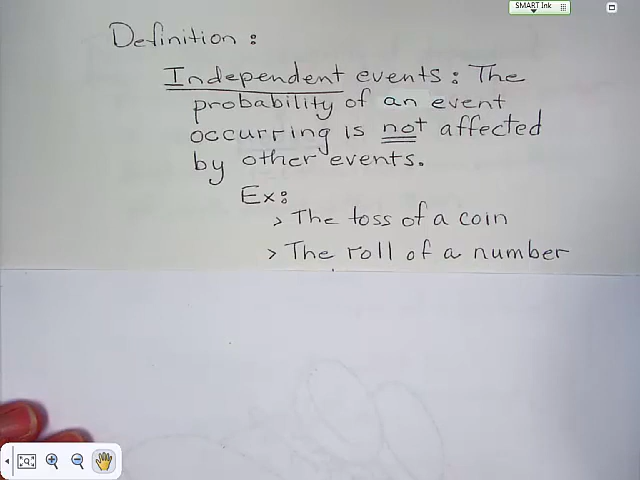 SMART Ink
Definition :
Independent events : The
probability of an event
occurring is not affected
by other events.
Ex:
> The toss of a coin
> The roll of a number